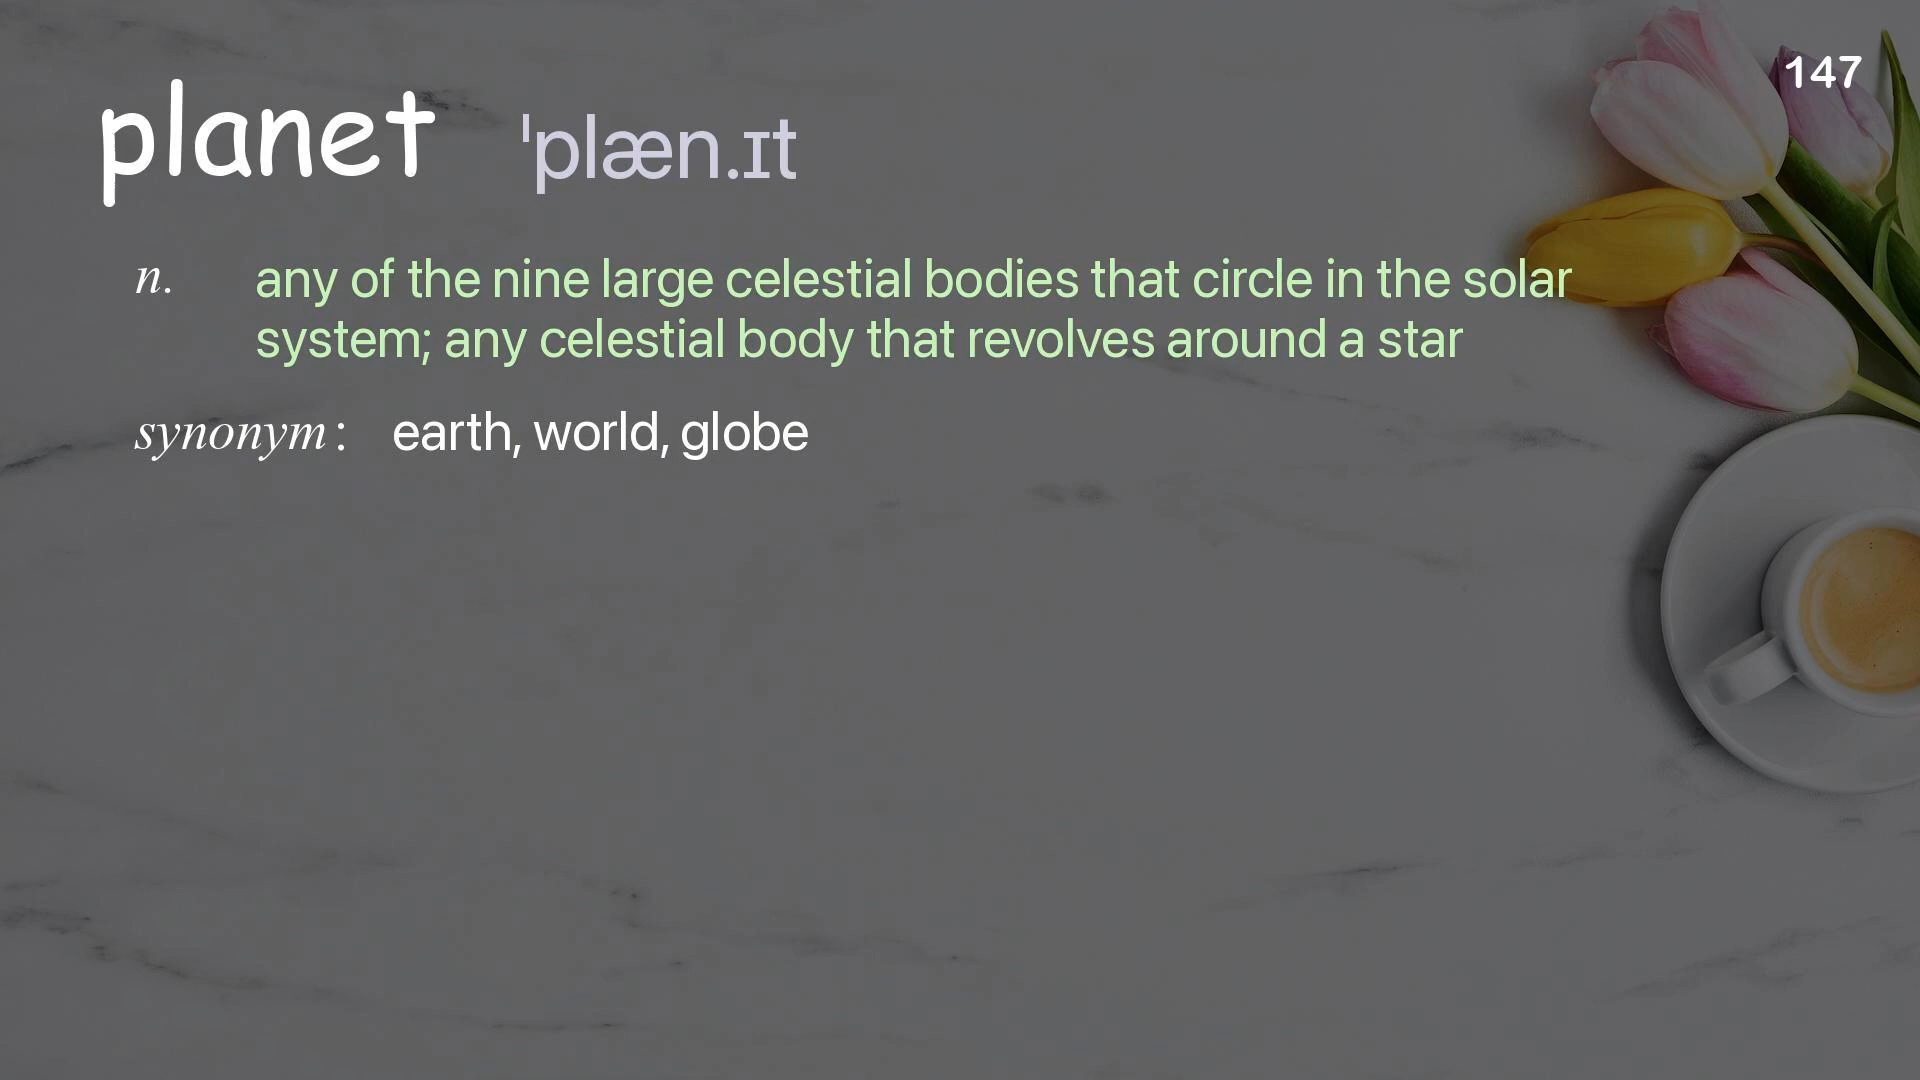 147
planet ˈplæn.ɪt
n. any of the nine large celestial bodies that circle in the solar
system; any celestial body that revolves around a star
synonym: earth, world, globe